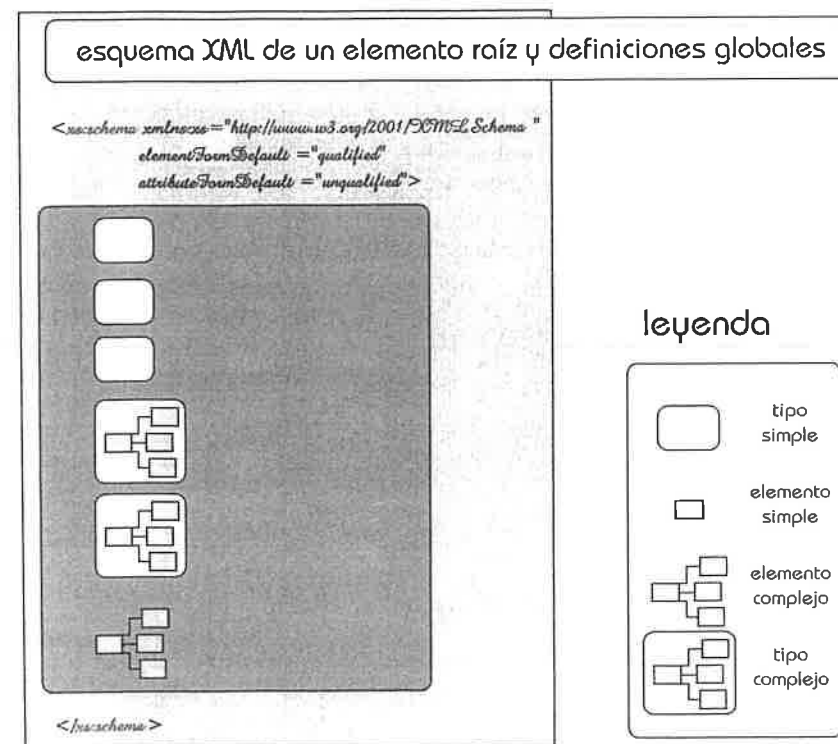 esquema XML de un elemento raíz y definiciones globales
<xs:schema xmlns:xs="http://www.w3.org/2001/XMLSchema "
elementFormDefault ="qualified"
attributeFormDefault ="unqualified">
</xs:schema>
leyenda
tipo
simple
elemento
simple
elemento
complejo
tipo
complejo